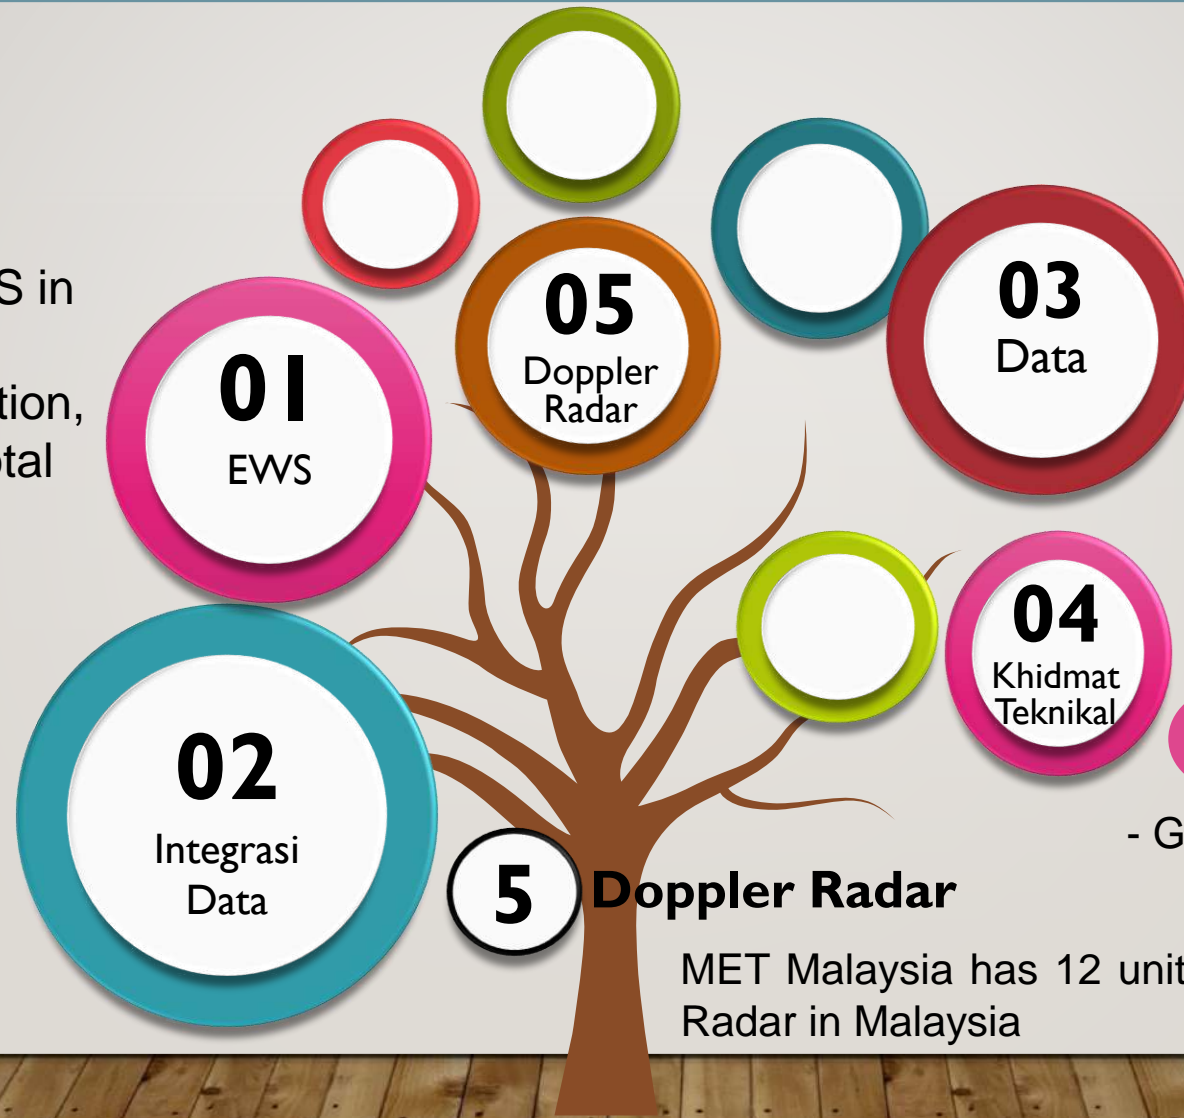 S in
tion,
otal
01
EWS
05
Doppler
Radar
03
Data
04
Khidmat
Teknikal
02
Integrasi
Data
- G
5 Doppler Radar
MET Malaysia has 12 unit
Radar in Malaysia